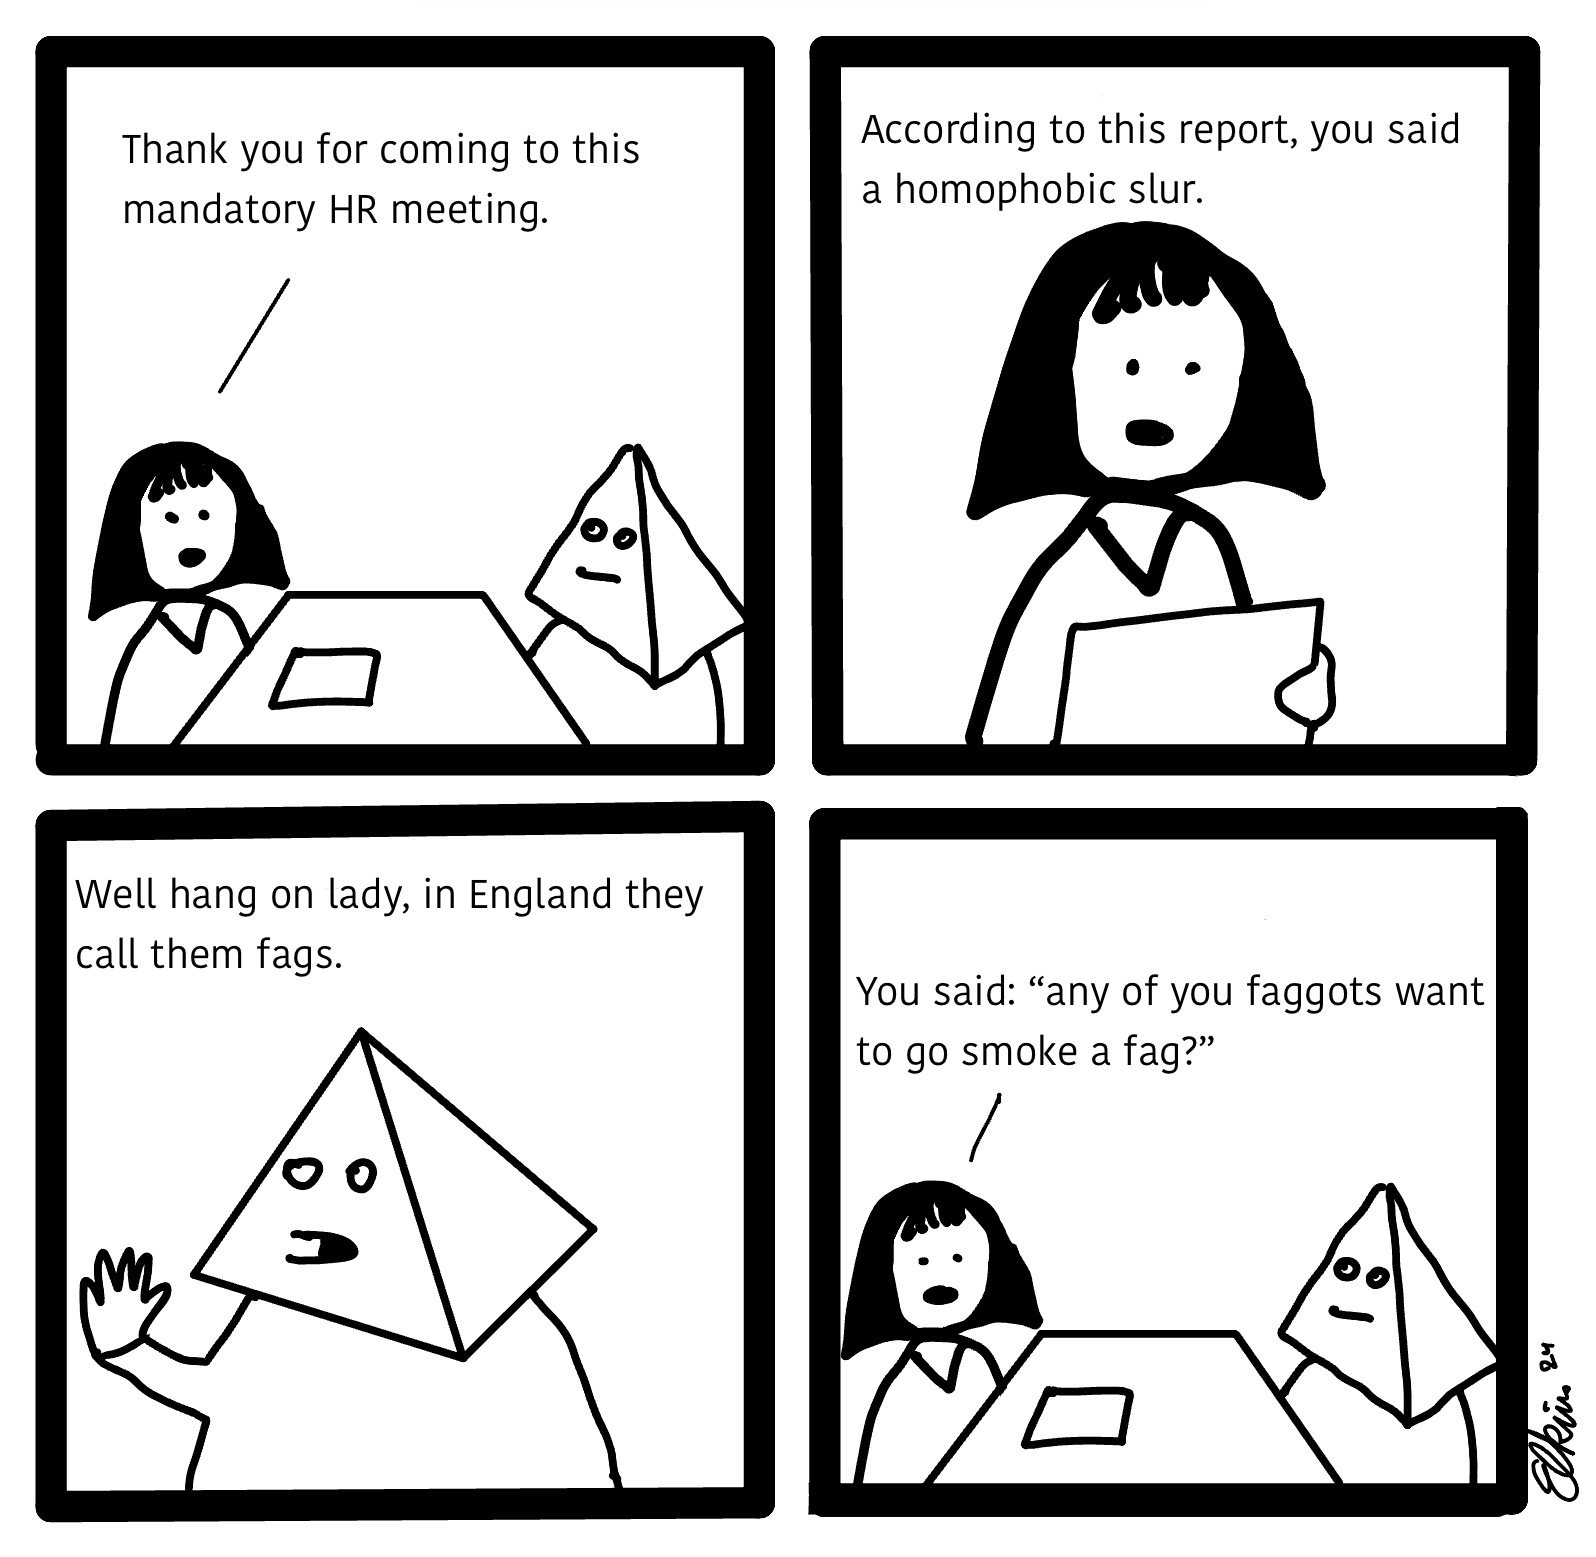 Thank you for coming to this
mandatory HR meeting.
According to this report, you said
a homophobic slur.
Well hang on lady, in England they
call them fags.
You said: “any of you faggots want
to go smoke a fag?”
Elkin 24